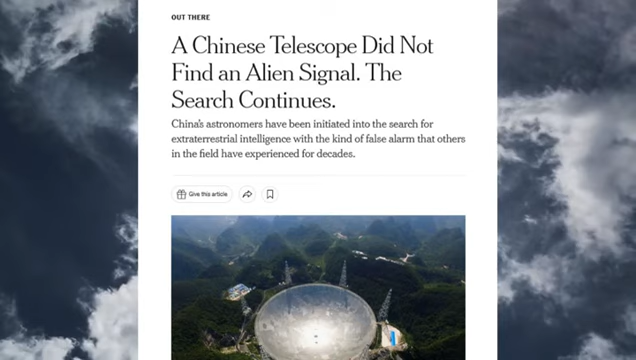 OUT THERE
A Chinese Telescope Did Not
Find an Alien Signal. The
Search Continues.
China's astronomers have been initiated into the search for
extraterrestrial intelligence with the kind of false alarm that others
in the field have experienced for decades.
Give this article